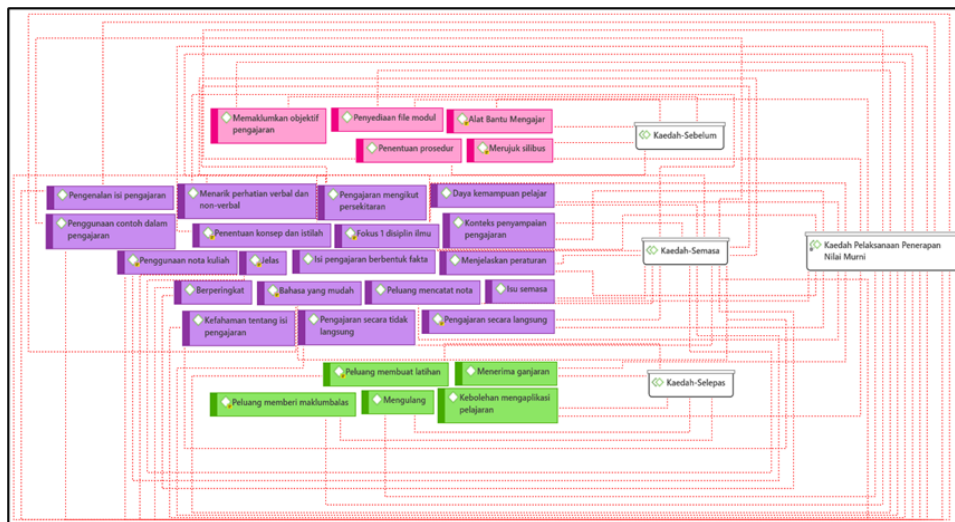 Memaklumkan objektif
pengajaran
Penyediaan file modul
Alat Bantu Mengajar
Kaedah-Sebelum
Penentuan prosedur
Merujuk silibus
Pengenalan isi pengajaran
Menarik perhatian verbal dan
non-verbal
Pengajaran mengikut
persekitaran
Daya kemampuan pelajar
Penggunaan contoh dalam
pengajaran
Penentuan konsep dan istilah
Fokus 1 disiplin ilmu
Konteks penyampaian
pengajaran
Kaedah-Semasa
Kaedah Pelaksanaan Penerapan
Nilai Murni
Penggunaan nota kuliah
Jelas
Isi pengajaran berbentuk fakta
Menjelaskan peraturan
Berperingkat
Bahasa yang mudah
Peluang mencatat nota
Isu semasa
Kefahaman tentang isi
pengajaran
Pengajaran secara tidak
langsung
Pengajaran secara langsung
Peluang membuat latihan
Menerima ganjaran
Kaedah-Selepas
Peluang memberi maklumbalas
Mengulang
Kebolehan mengaplikasi
pelajaran